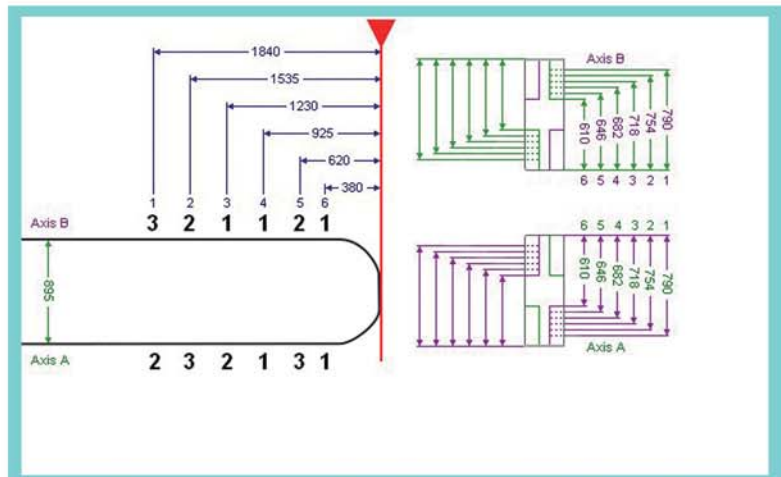 1840
1535
1230
925
620
380
1 2 3 4 5 6
Axis B
3 2 1 1 2 1
895
Axis A
2 3 2 1 3 1
Axis B
610 646 682 718 754 790
6 5 4 3 2 1
6 5 4 3 2 1
610 646 682 718 754 790
Axis A